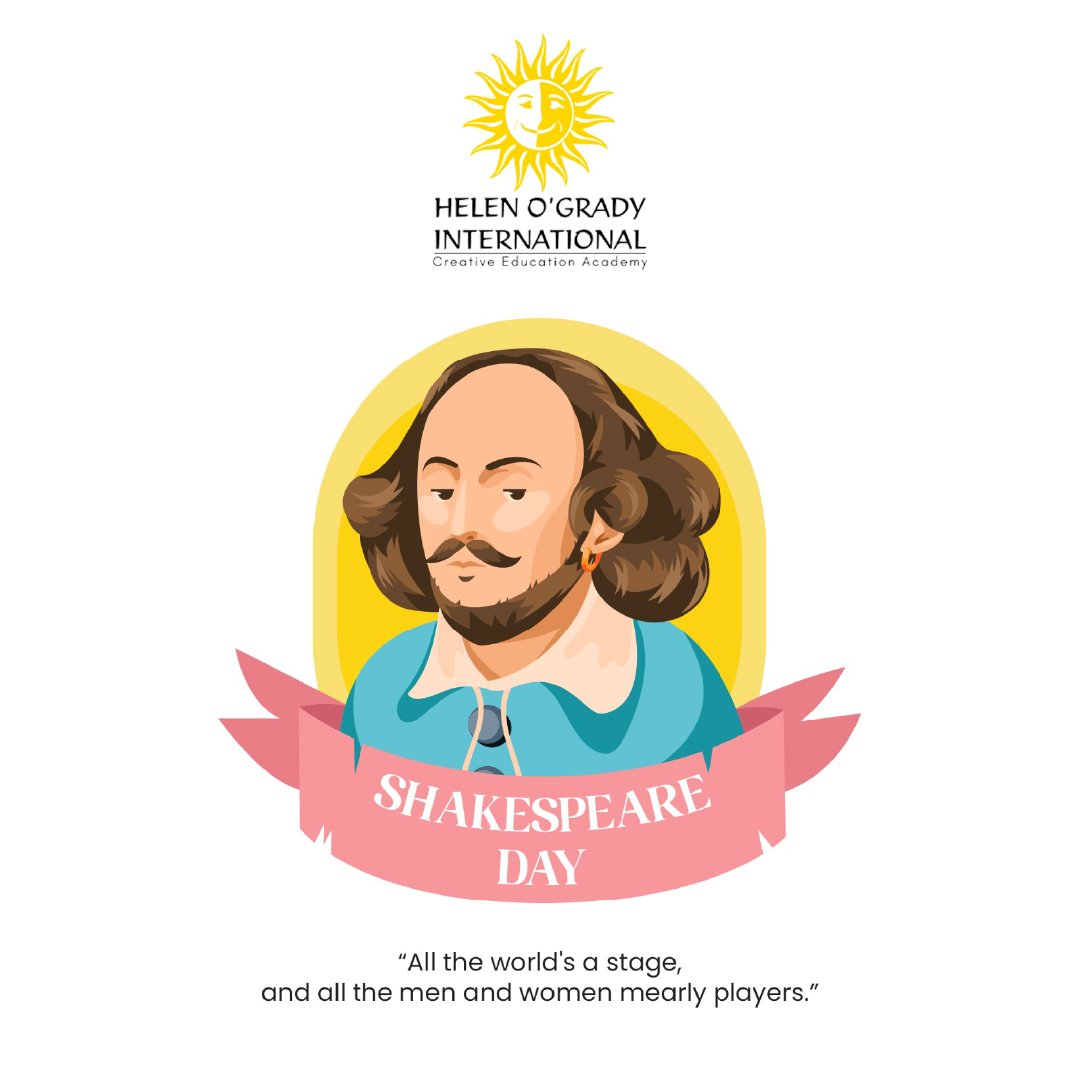 HELEN O'GRADY
INTERNATIONAL
Creative Education Academy
SHAKESPEARE
DAY
“All the world's a stage,
and all the men and women mearly players.”